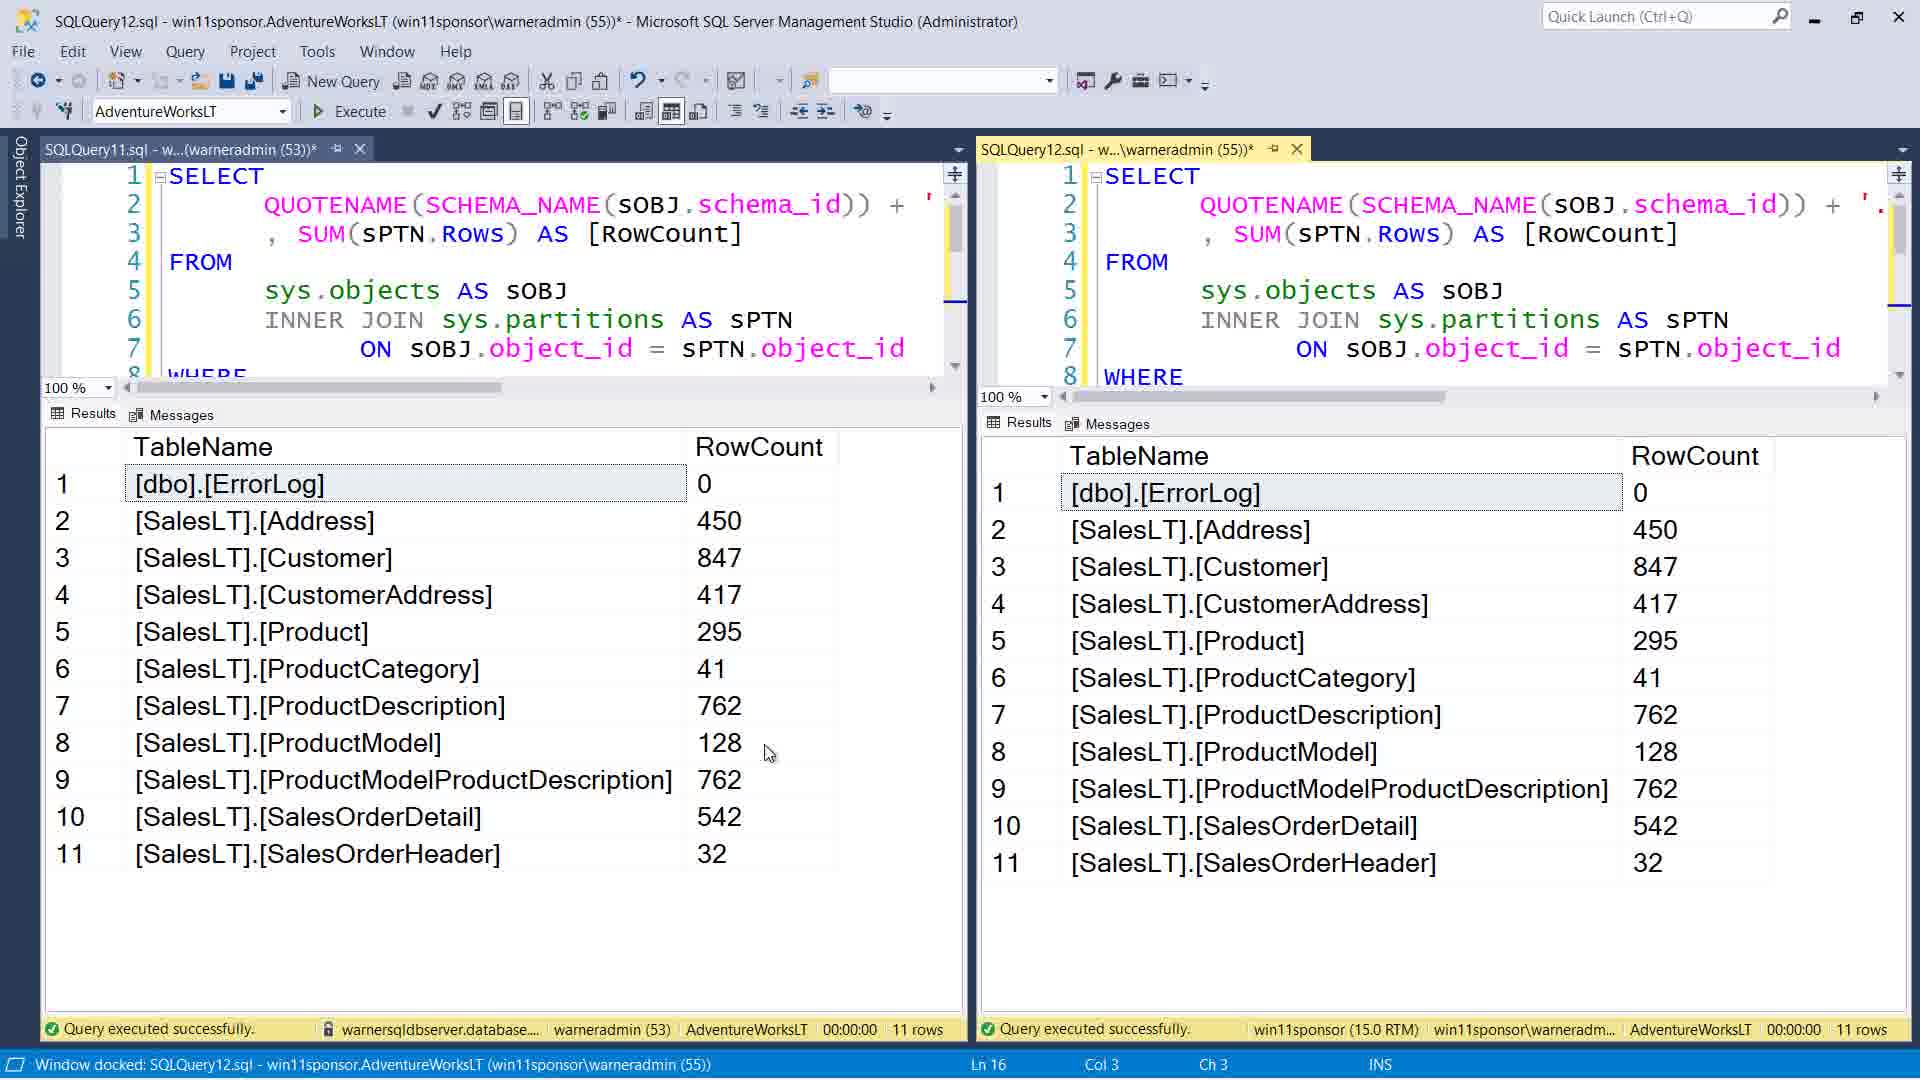 SQLQuery12.sql - win11sponsor.AdventureWorksLT (win11sponsor\warneradmin (55))* - Microsoft SQL Server Management Studio (Administrator)
Quick Launch (Ctrl+Q)
File Edit View Query Project Tools Window Help
New Query
AdventureWorksLT Execute
Object Explorer
SQLQuery11.sql - w...(warneradmin (53))*
1 SELECT
2 QUOTENAME(SCHEMA_NAME(sOBJ.schema_id)) + '
3 , SUM(sPTN.Rows) AS [RowCount]
4 FROM
5 sys.objects AS sOBJ
6 INNER JOIN sys.partitions AS sPTN
7 ON sOBJ.object_id = sPTN.object_id
8 WHERE
100 %
Results Messages
TableName RowCount
1 [dbo].[ErrorLog] 0
2 [SalesLT].[Address] 450
3 [SalesLT].[Customer] 847
4 [SalesLT].[CustomerAddress] 417
5 [SalesLT].[Product] 295
6 [SalesLT].[ProductCategory] 41
7 [SalesLT].[ProductDescription] 762
8 [SalesLT].[ProductModel] 128
9 [SalesLT].[ProductModelProductDescription] 762
10 [SalesLT].[SalesOrderDetail] 542
11 [SalesLT].[SalesOrderHeader] 32
Query executed successfully. warnersqldbserver.database.... warneradmin (53) AdventureWorksLT 00:00:00 11 rows
SQLQuery12.sql - w...\warneradmin (55))*
1 SELECT
2 QUOTENAME(SCHEMA_NAME(sOBJ.schema_id)) + '.
3 , SUM(sPTN.Rows) AS [RowCount]
4 FROM
5 sys.objects AS sOBJ
6 INNER JOIN sys.partitions AS sPTN
7 ON sOBJ.object_id = sPTN.object_id
8 WHERE
100 %
Results Messages
TableName RowCount
1 [dbo].[ErrorLog] 0
2 [SalesLT].[Address] 450
3 [SalesLT].[Customer] 847
4 [SalesLT].[CustomerAddress] 417
5 [SalesLT].[Product] 295
6 [SalesLT].[ProductCategory] 41
7 [SalesLT].[ProductDescription] 762
8 [SalesLT].[ProductModel] 128
9 [SalesLT].[ProductModelProductDescription] 762
10 [SalesLT].[SalesOrderDetail] 542
11 [SalesLT].[SalesOrderHeader] 32
Query executed successfully. win11sponsor (15.0 RTM) win11sponsor\warneradm... AdventureWorksLT 00:00:00 11 rows
Window docked: SQLQuery12.sql - win11sponsor.AdventureWorksLT (win11sponsor\warneradmin (55)) Ln 16 Col 3 Ch 3 INS